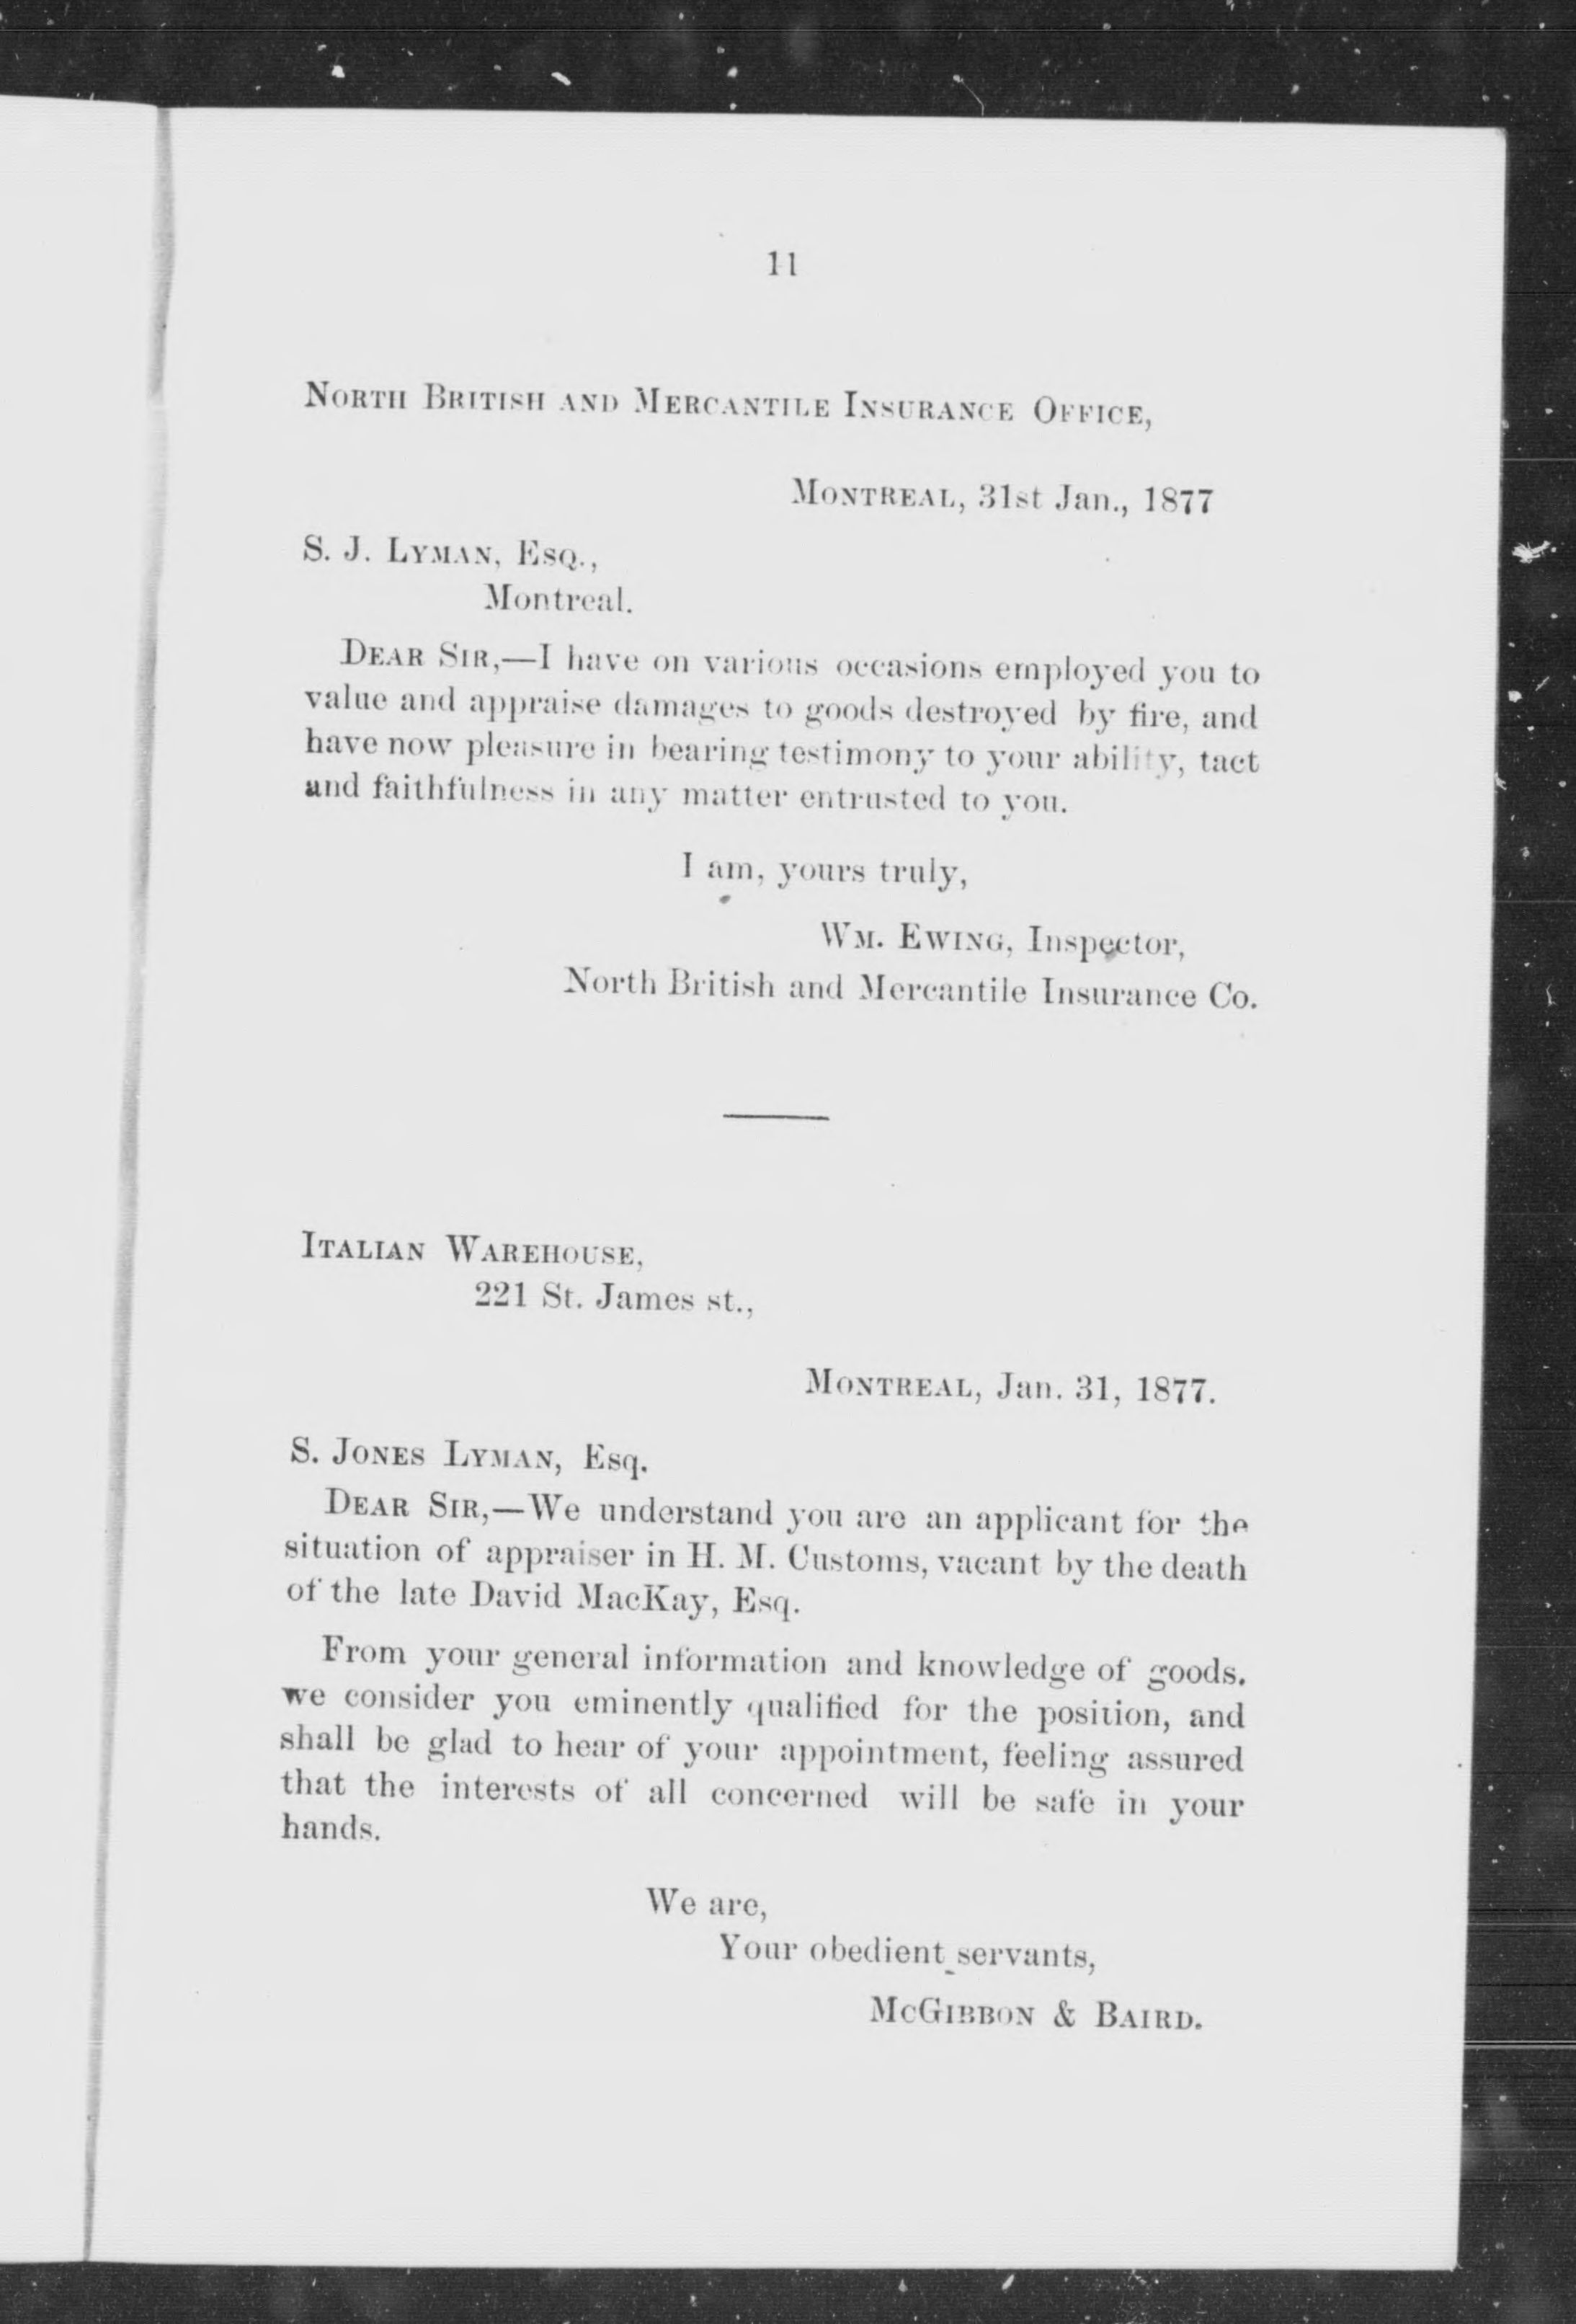 11
NORTH BRITISH AND MERCANTILE INSURANCE OFFICE,
MONTREAL, 31st Jan., 1877
S. J. LYMAN, ESQ.,
Montreal.
DEAR SIR,—I have on various occasions employed you to
value and appraise damages to goods destroyed by fire, and
have now pleasure in bearing testimony to your ability, tact
and faithfulness in any matter entrusted to you.
I am, yours truly,
WM. EWING, Inspector,
North British and Mercantile Insurance Co.
ITALIAN WAREHOUSE,
221 St. James st.,
MONTREAL, Jan. 31, 1877.
S. JONES LYMAN, Esq.
DEAR SIR,—We understand you are an applicant for the
situation of appraiser in H. M. Customs, vacant by the death
of the late David MacKay, Esq.
From your general information and knowledge of goods.
we consider you eminently qualified for the position, and
shall be glad to hear of your appointment, feeling assured
that the interests of all concerned will be safe in your
hands.
We are,
Your obedient servants,
MCGIBBON & BAIRD.